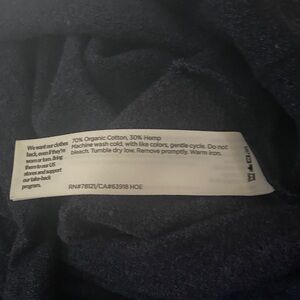 We want our clothes
back, even if they're
worn or torn. Bring
them to our US
stores and support
our take-back
program.
70% Organic Cotton, 30% Hemp
Machine wash cold, with like colors, gentle cycle. Do not
bleach. Tumble dry low. Remove promptly. Warm iron.
RN#78121/CA#63918 HOE